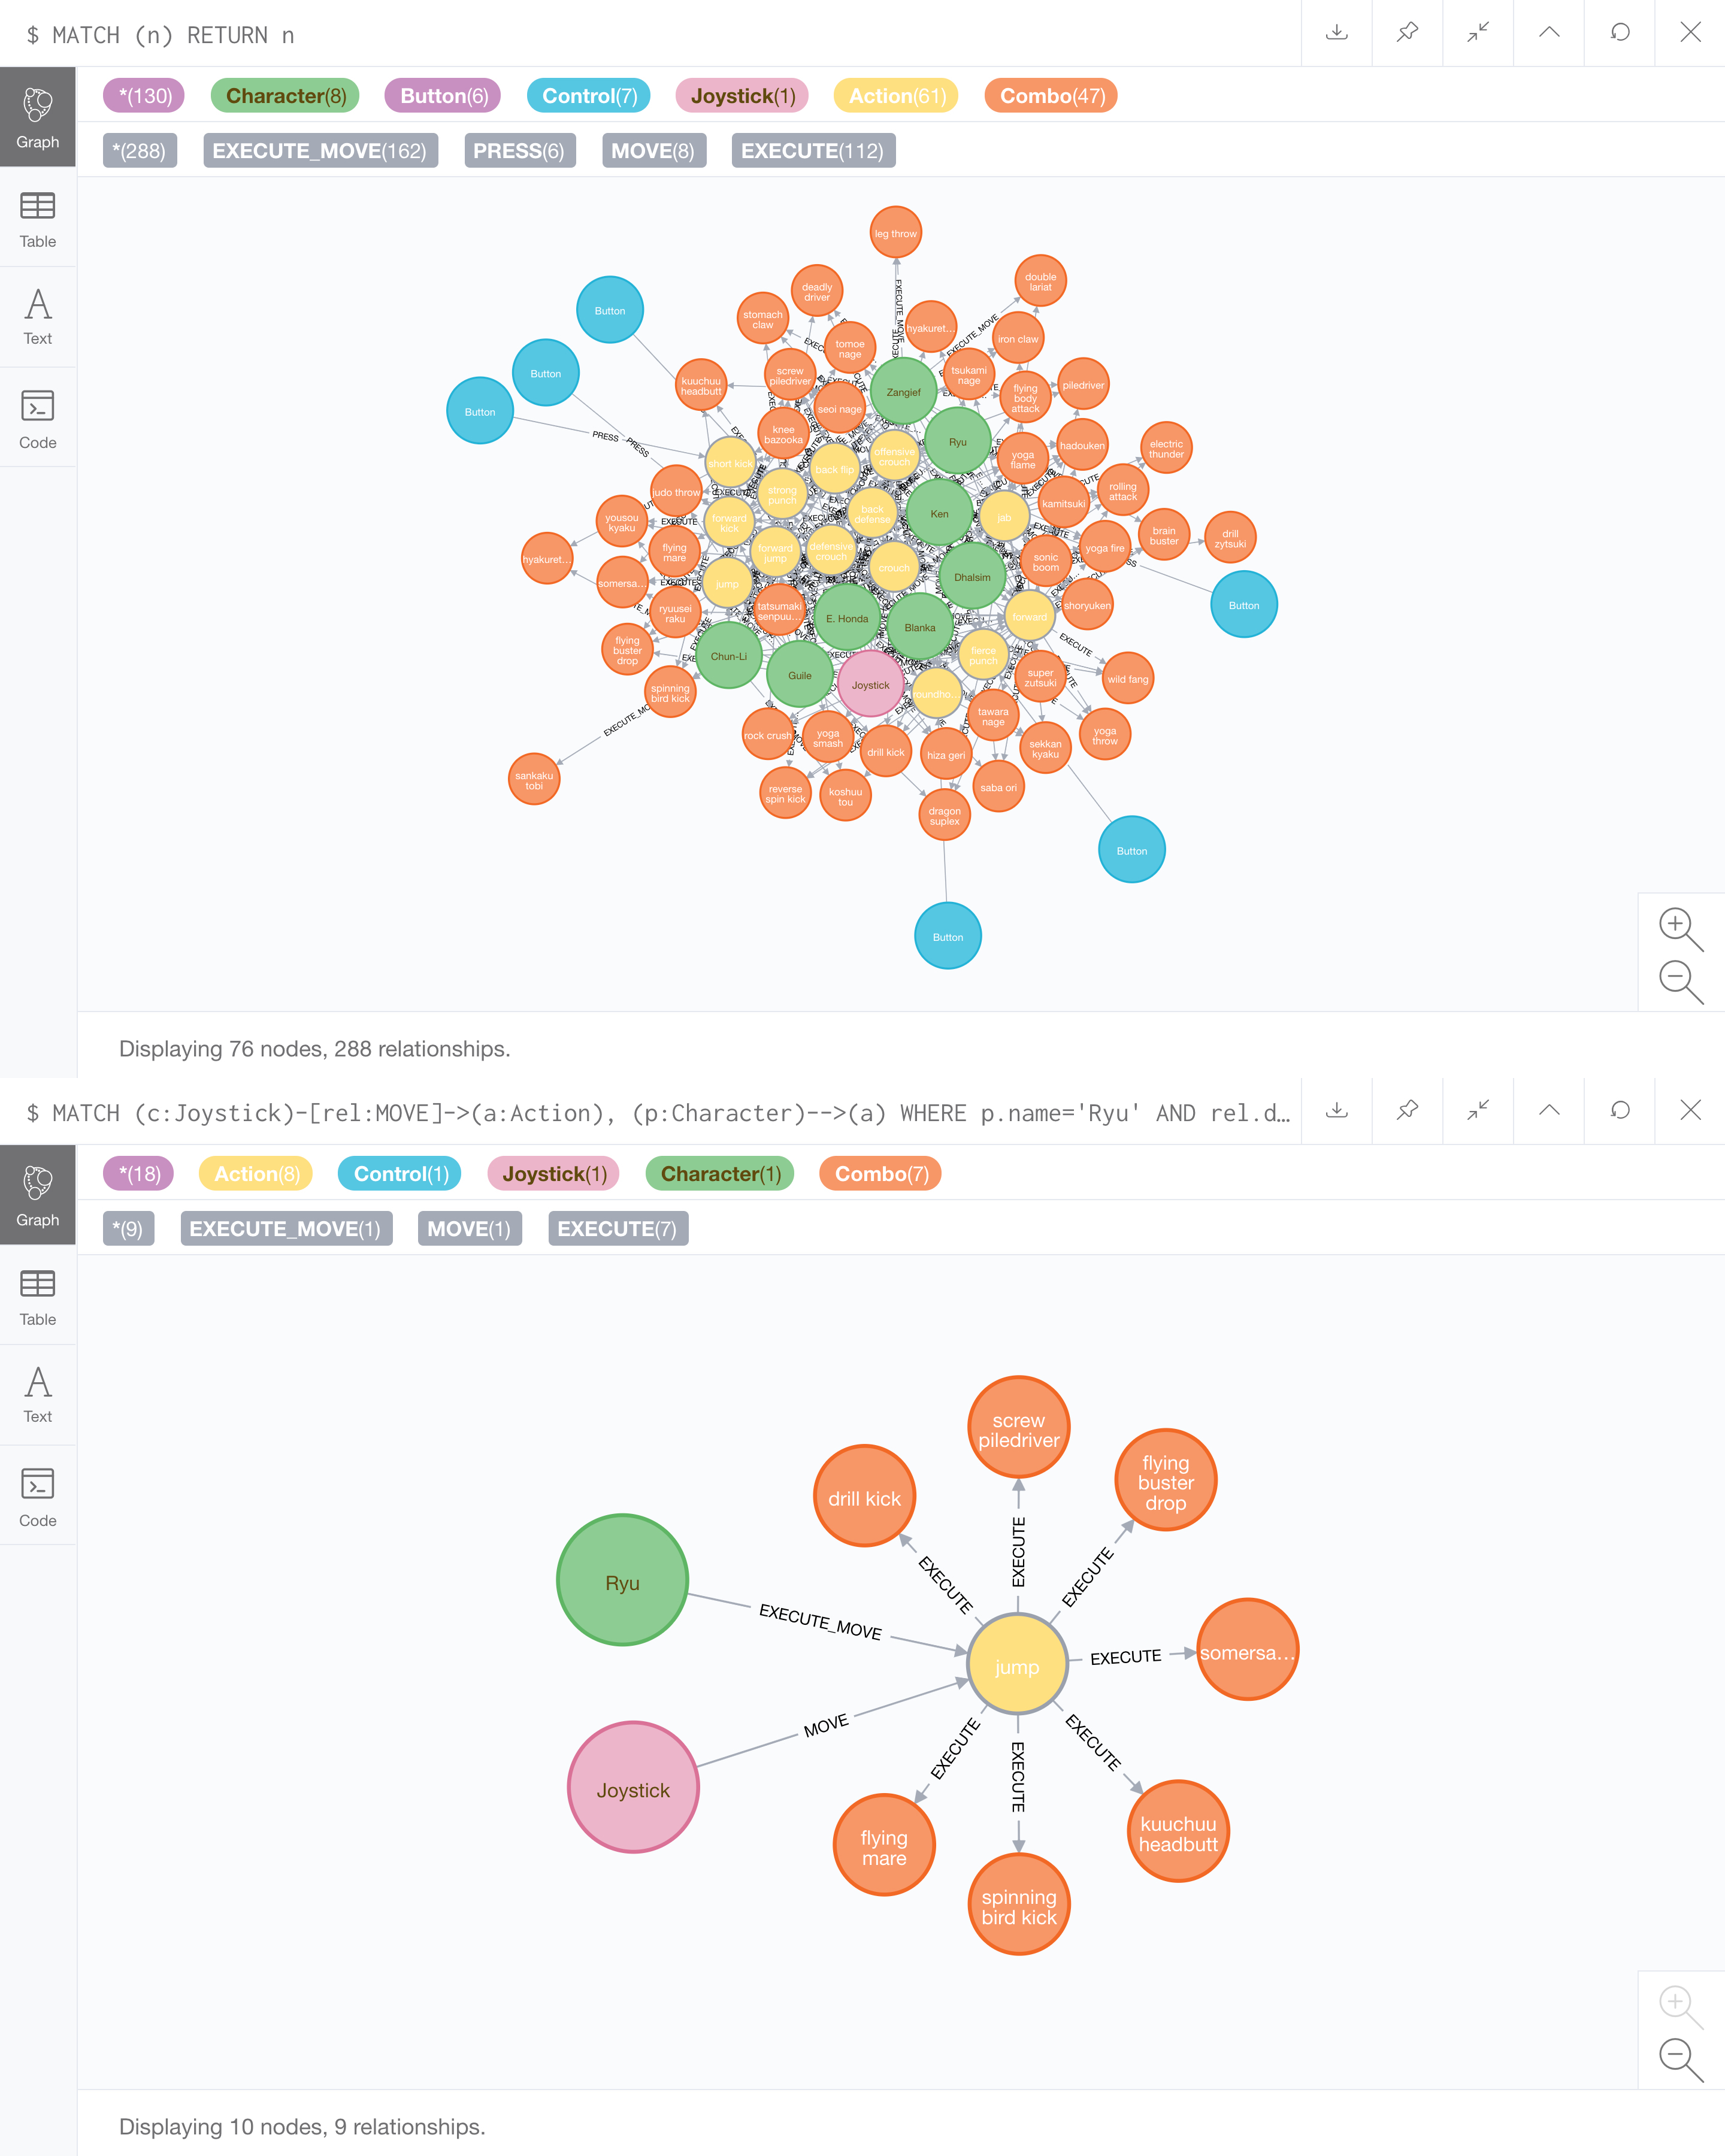 $ MATCH (n) RETURN n
*(130) Character(8) Button(6) Control(7) Joystick(1) Action(61) Combo(47)
*(288) EXECUTE_MOVE(162) PRESS(6) MOVE(8) EXECUTE(112)
Graph
Table
Text
Code
leg throw
double
lariat
deadly
driver
stomach
claw
hyakuret...
tomoe
nage
iron claw
EXECUTE_MOVE
EXECUTE_MOVE
Button
Button
Button
kuuchuu
headbutt
screw
piledriver
seoi nage
Zangief
tsukami
nage
flying
body
attack
piledriver
knee
bazooka
Ryu
hadouken
electric
thunder
PRESS
PRESS
short kick
back flip
offensive
crouch
yoga
flame
judo throw
strong
punch
kamitsuki
rolling
attack
yousou
kyaku
EXECUTE
forward
kick
back
defense
Ken
jab
hyakuret...
flying
mare
forward
jump
defensive
crouch
crouch
sonic
boom
yoga fire
brain
buster
drill
zytsuki
somersa...
jump
Dhalsim
Button
ryuusei
raku
tatsumaki
senpuu...
E. Honda
Blanka
forward
shoryuken
flying
buster
drop
Chun-Li
Guile
Joystick
fierce
punch
EXECUTE
spinning
bird kick
roundho...
super
zutsuki
wild fang
EXECUTE_MO
rock crush
yoga
smash
drill kick
hiza geri
tawara
nage
sekkan
kyaku
yoga
throw
sankaku
tobi
reverse
spin kick
koshuu
tou
dragon
suplex
saba ori
Button
Button
Displaying 76 nodes, 288 relationships.
$ MATCH (c:Joystick)-[rel:MOVE]->(a:Action), (p:Character)-->(a) WHERE p.name='Ryu' AND rel.d…
*(18) Action(8) Control(1) Joystick(1) Character(1) Combo(7)
*(9) EXECUTE_MOVE(1) MOVE(1) EXECUTE(7)
Graph
Table
Text
Code
screw
piledriver
flying
buster
drop
drill kick
EXECUTE
EXECUTE
EXECUTE
Ryu
EXECUTE_MOVE
jump
EXECUTE
somersa...
Joystick
MOVE
EXECUTE
EXECUTE
EXECUTE
flying
mare
kuuchuu
headbutt
spinning
bird kick
Displaying 10 nodes, 9 relationships.